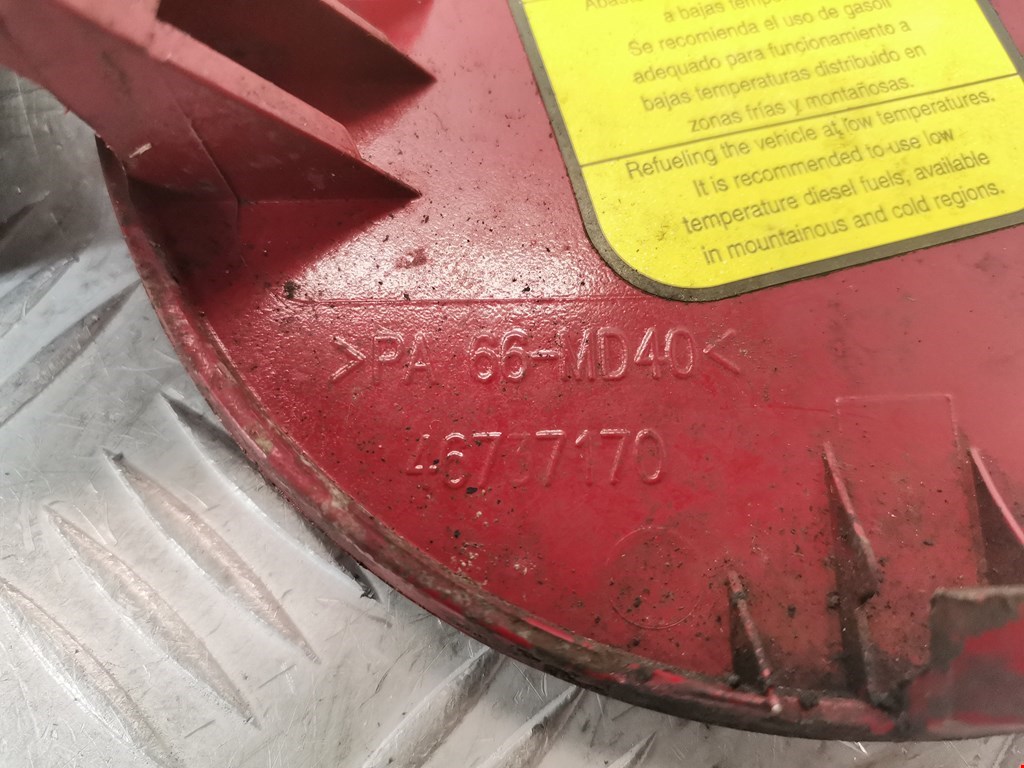 a bajas
Se recomienda el uso de gasoil
adecuado para funcionamiento a
bajas temperaturas distribuido en
zonas frías y montañosas.
Refueling the vehicle at low temperatures.
It is recommended to use low
temperature diesel fuels, available
in mountainous and cold regions.
>PA 66-MD40<
46737170